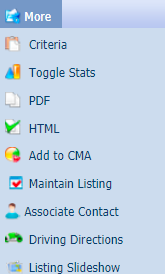 More
Criteria
Toggle Stats
PDF
HTML
Add to CMA
Maintain Listing
Associate Contact
Driving Directions
Listing Slideshow